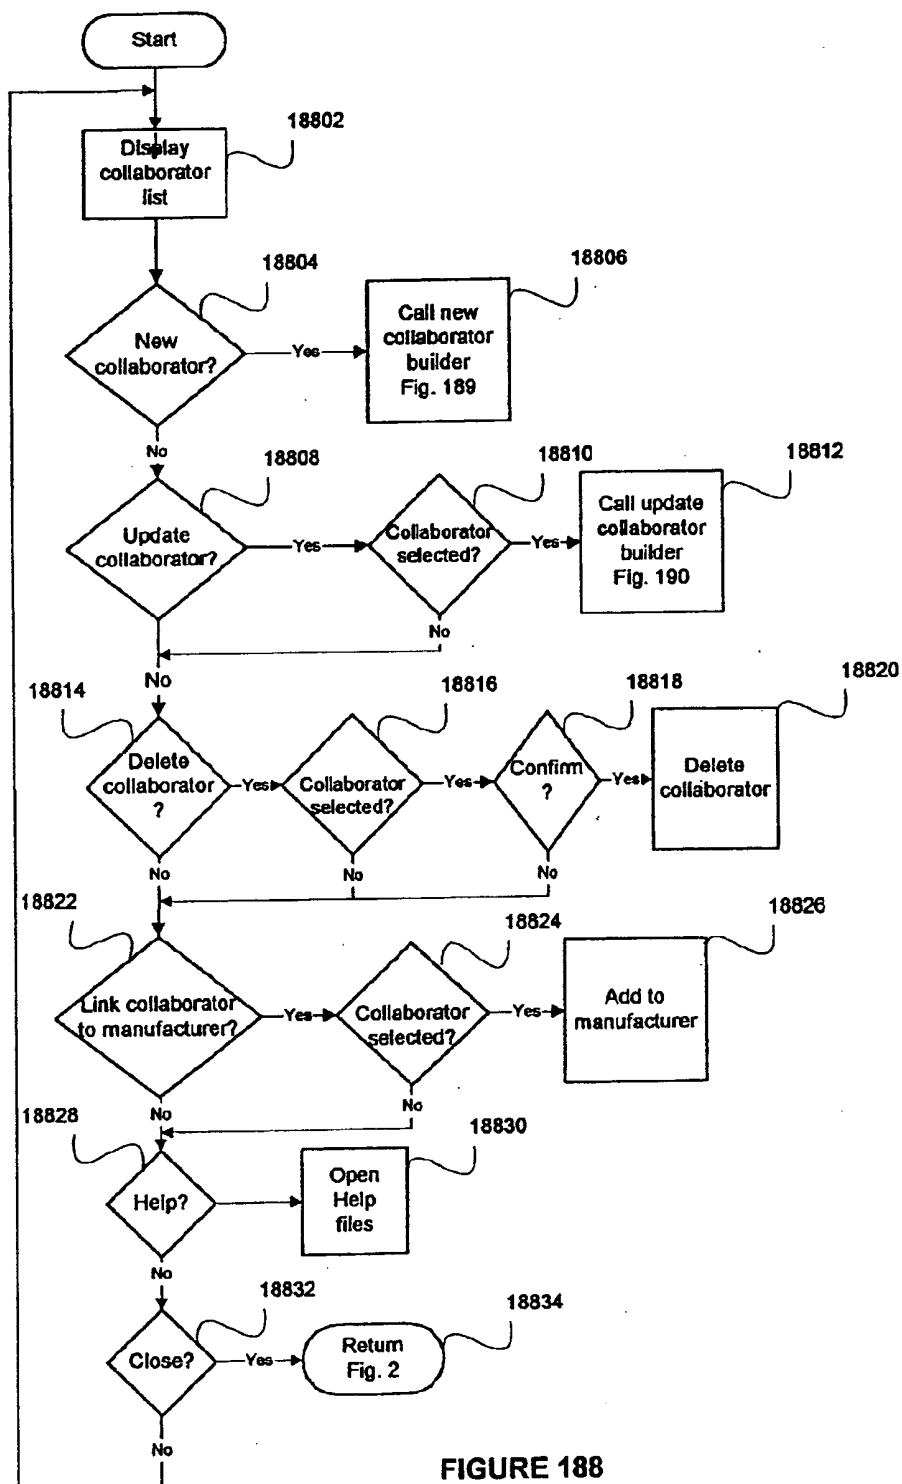 Start
18802
Display
collaborator
list
18804
18806
New
collaborator?
Yes
Call new
collaborator
builder
Fig. 189
No
18808
18810
18812
Update
collaborator?
Yes
Collaborator
selected?
Yes
Call update
collaborator
builder
Fig. 190
No
No
18814
18816
18818
18820
Delete
collaborator
?
Yes
Collaborator
selected?
Yes
Confirm
?
Yes
Delete
collaborator
No
No
No
18822
18824
18826
Link collaborator
to manufacturer?
Yes
Collaborator
selected?
Yes
Add to
manufacturer
No
No
18828
18830
Help?
Open
Help
files
No
18832
18834
Close?
Yes
Return
Fig. 2
No
FIGURE 188